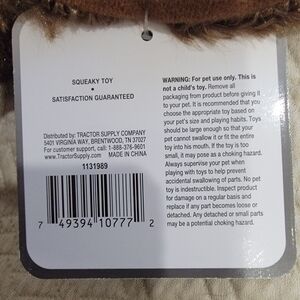 SQUEAKY TOY
•
SATISFACTION GUARANTEED
Distributed by: TRACTOR SUPPLY COMPANY
5401 VIRGINIA WAY, BRENTWOOD, TN 37027
For customer support, call: 1-888-376-9601
www.TractorSupply.com MADE IN CHINA
1131989
7 49394 10777 2
WARNING: For pet use only. This is
not a child's toy. Remove all
packaging from product before giving it
to your pet. It is recommended that you
choose the appropriate toy based on
your pet's size and playing habits. Toys
should be large enough so that your
pet cannot swallow it or fit the entire
toy into his mouth. If the toy is too
small, it may pose as a choking hazard.
Always supervise your pet when
playing with toys to help prevent
accidental swallowing of parts. No pet
toy is indestructible. Inspect product
for damage on a regular basis and
replace if any part becomes loose or
detached. Any detached or small parts
may be a potential choking hazard.